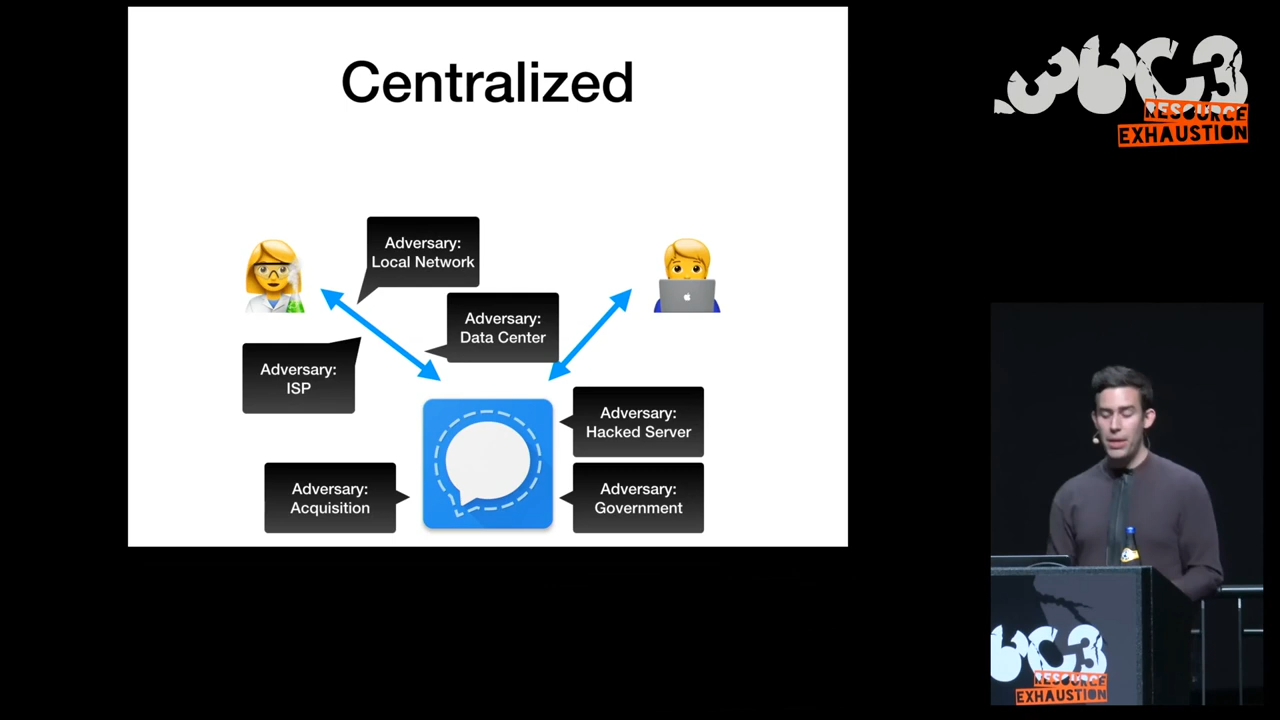 Centralized
36C3
RESOURCE
EXHAUSTION
Adversary:
Local Network
Adversary:
Data Center
Adversary:
ISP
Adversary:
Hacked Server
Adversary:
Acquisition
Adversary:
Government
36C3
RESOURCE
EXHAUSTION